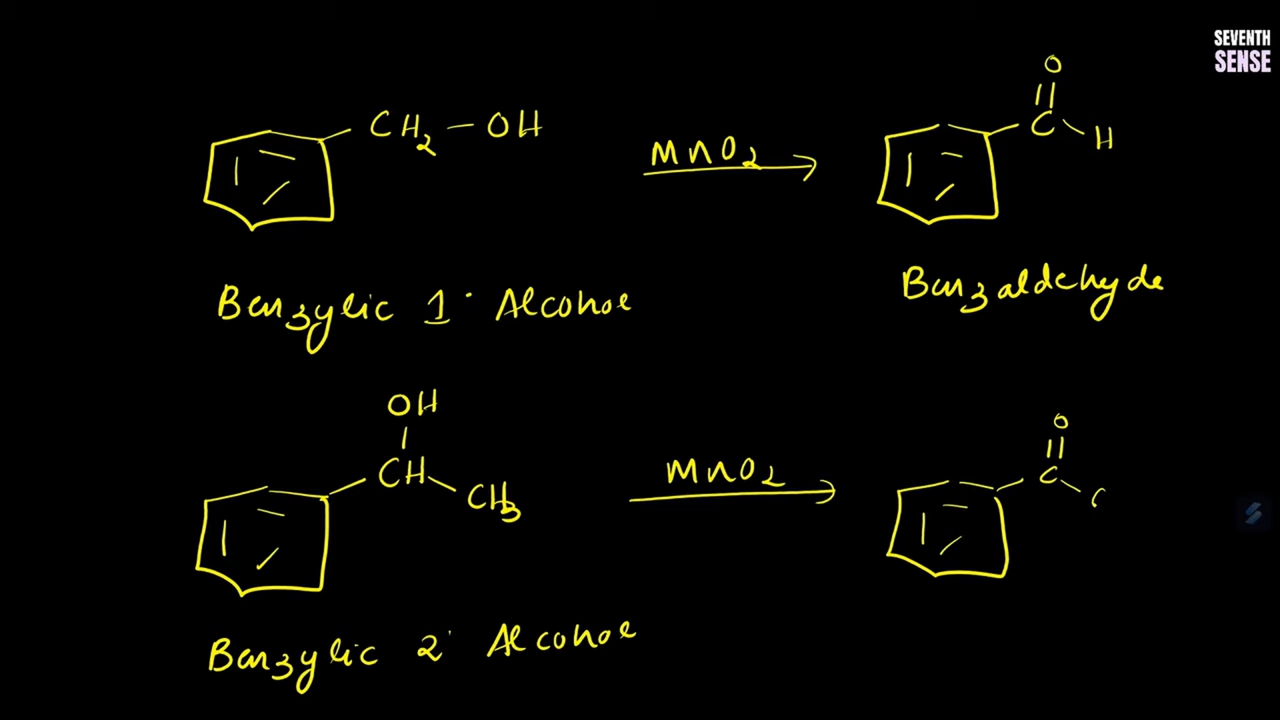 SEVENTH
SENSE
O
CH₂ – OH
MnO₂
C
H
Benzylic 1° Alcohol
Benzaldehyde
OH
O
CH
CH₃
MnO₂
C
C
Benzylic 2° Alcohol